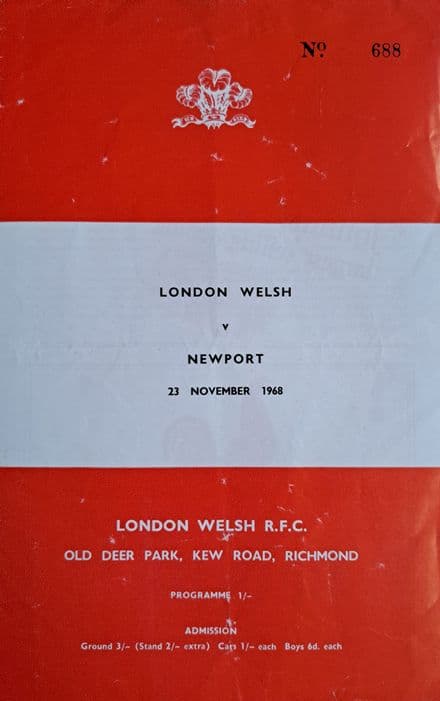 Nº 688
LONDON WELSH
v
NEWPORT
23 NOVEMBER 1968
LONDON WELSH R.F.C.
OLD DEER PARK, KEW ROAD, RICHMOND
PROGRAMME 1/-
ADMISSION
Ground 3/- (Stand 2/- extra) Cars 1/- each Boys 6d. each